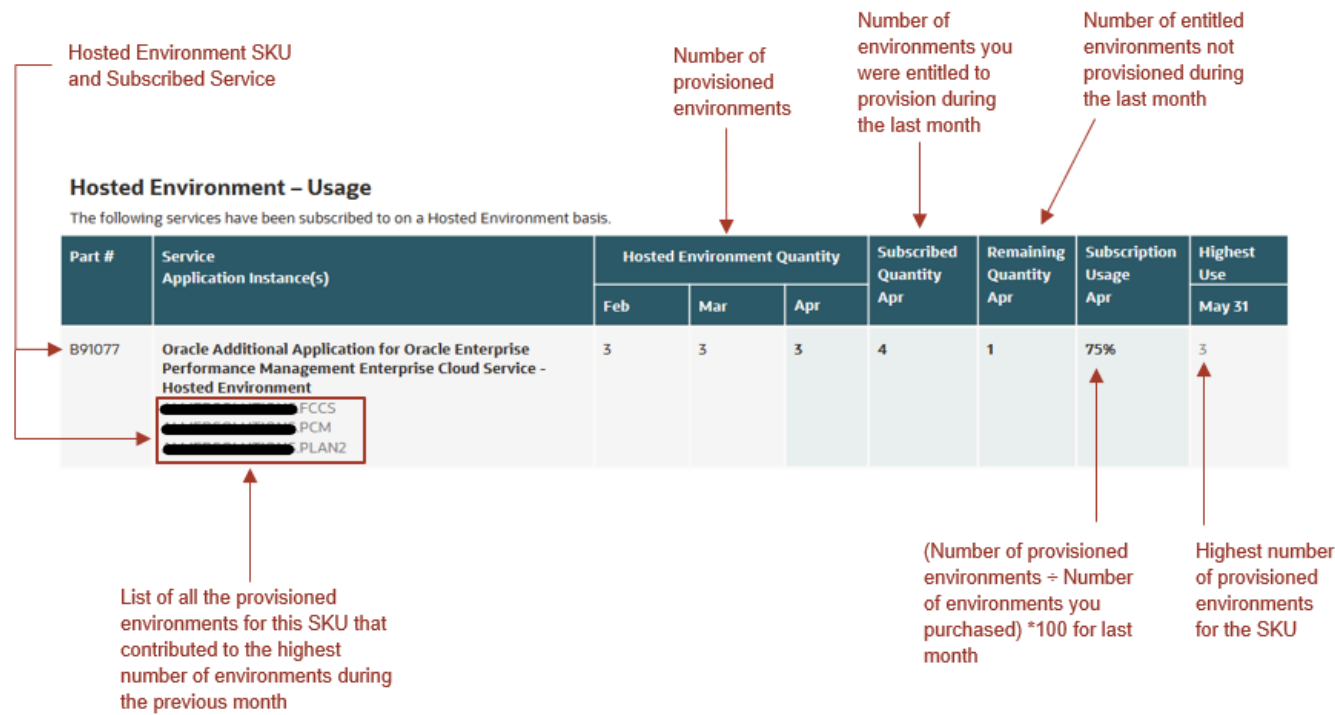 Hosted Environment SKU
and Subscribed Service
Number of
provisioned
environments
Number of
environments you
were entitled to
provision during
the last month
Number of entitled
environments not
provisioned during
the last month
Hosted Environment – Usage
The following services have been subscribed to on a Hosted Environment basis.
Part #
Service
Application Instance(s)
Hosted Environment Quantity
Feb
Mar
Apr
Subscribed
Quantity
Apr
Remaining
Quantity
Apr
Subscription
Usage
Apr
Highest
Use
May 31
B91077
Oracle Additional Application for Oracle Enterprise
Performance Management Enterprise Cloud Service -
Hosted Environment
.FCCS
.PCM
.PLAN2
3
3
3
4
1
75%
3
List of all the provisioned
environments for this SKU that
contributed to the highest
number of environments during
the previous month
(Number of provisioned
environments ÷ Number
of environments you
purchased) *100 for last
month
Highest number
of provisioned
environments
for the SKU